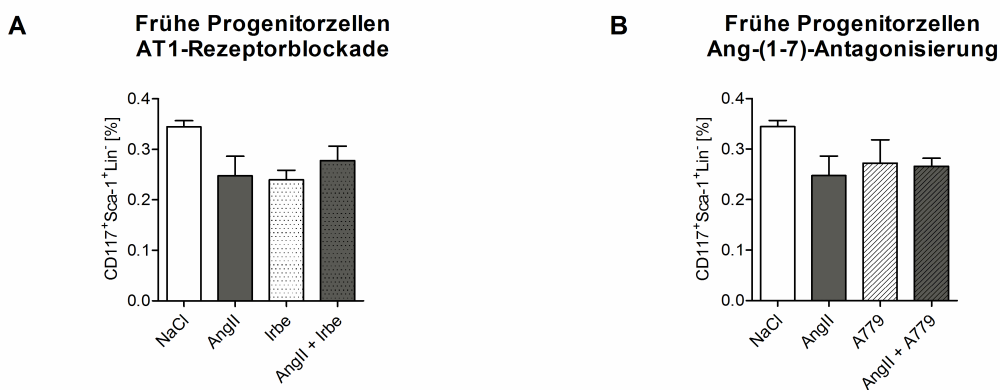 A
Frühe Progenitorzellen
AT1-Rezeptorblockade
CD117⁺Sca-1⁺Lin⁻ [%]
0.4
0.3
0.2
0.1
0.0
NaCl
AngII
Irbe
AngII + Irbe
B
Frühe Progenitorzellen
Ang-(1-7)-Antagonisierung
CD117⁺Sca-1⁺Lin⁻ [%]
0.4
0.3
0.2
0.1
0.0
NaCl
AngII
A779
AngII + A779